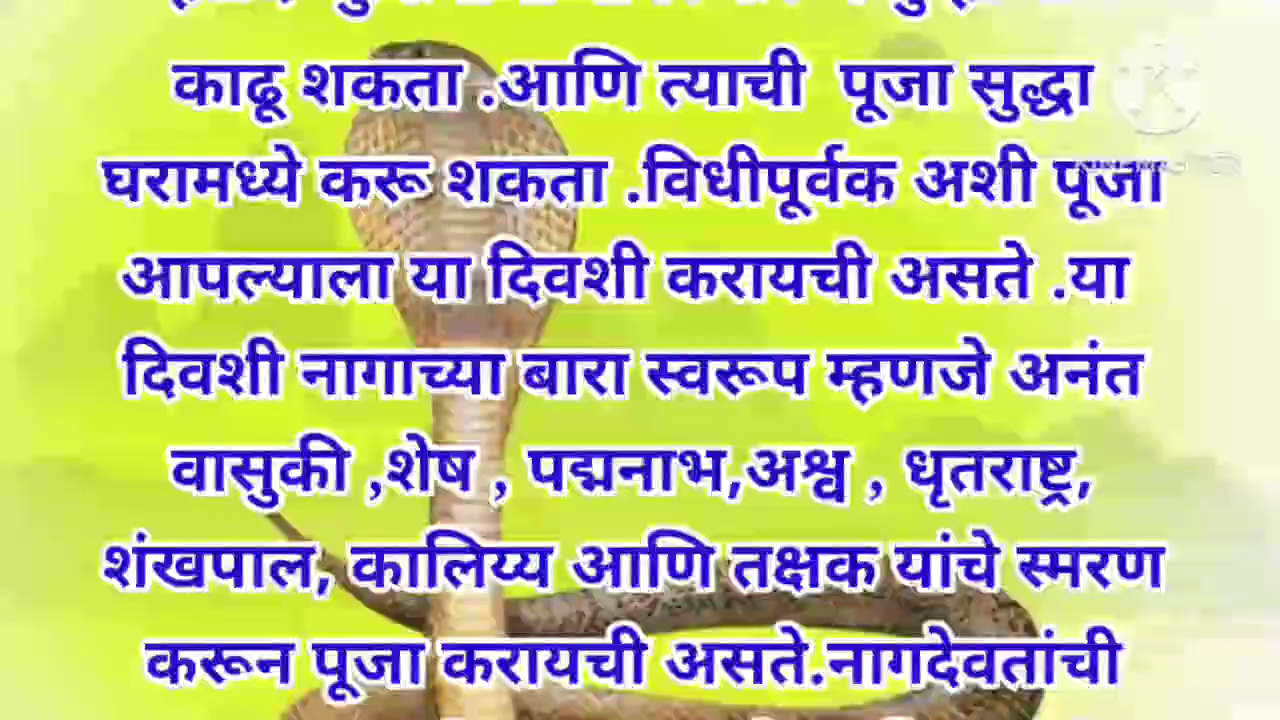 काढू शकता .आणि त्याची पूजा सुद्धा
घरामध्ये करू शकता .विधीपूर्वक अशी पूजा
आपल्याला या दिवशी करायची असते .या
दिवशी नागाच्या बारा स्वरूप म्हणजे अनंत
वासुकी ,शेष , पद्मनाभ,अश्व , धृतराष्ट्र,
शंखपाल, कालिय्य आणि तक्षक यांचे स्मरण
करून पूजा करायची असते.नागदेवतांची
KINEMASTER